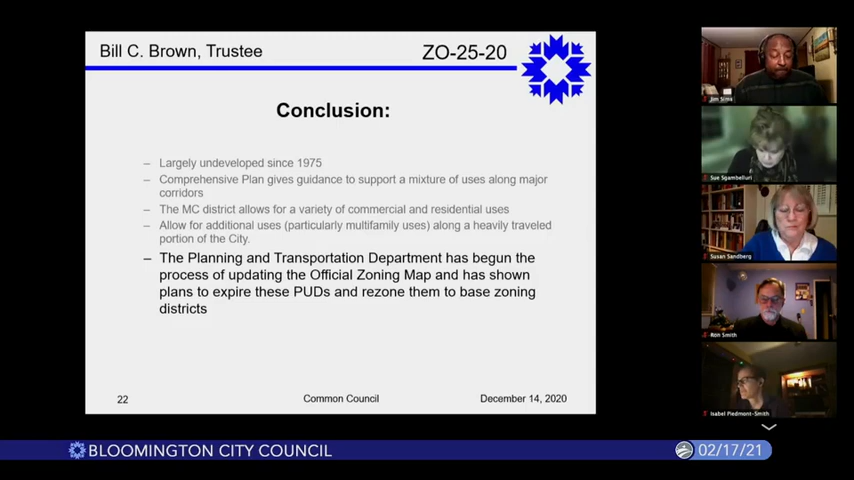 Bill C. Brown, Trustee
ZO-25-20
Conclusion:
– Largely undeveloped since 1975
– Comprehensive Plan gives guidance to support a mixture of uses along major
corridors
– The MC district allows for a variety of commercial and residential uses
– Allow for additional uses (particularly multifamily uses) along a heavily traveled
portion of the City.
– The Planning and Transportation Department has begun the
process of updating the Official Zoning Map and has shown
plans to expire these PUDs and rezone them to base zoning
districts
22
Common Council
December 14, 2020
Jim Sims
Sue Sgambelluri
Susan Sandberg
Ron Smith
Isabel Piedmont-Smith
BLOOMINGTON CITY COUNCIL
02/17/21